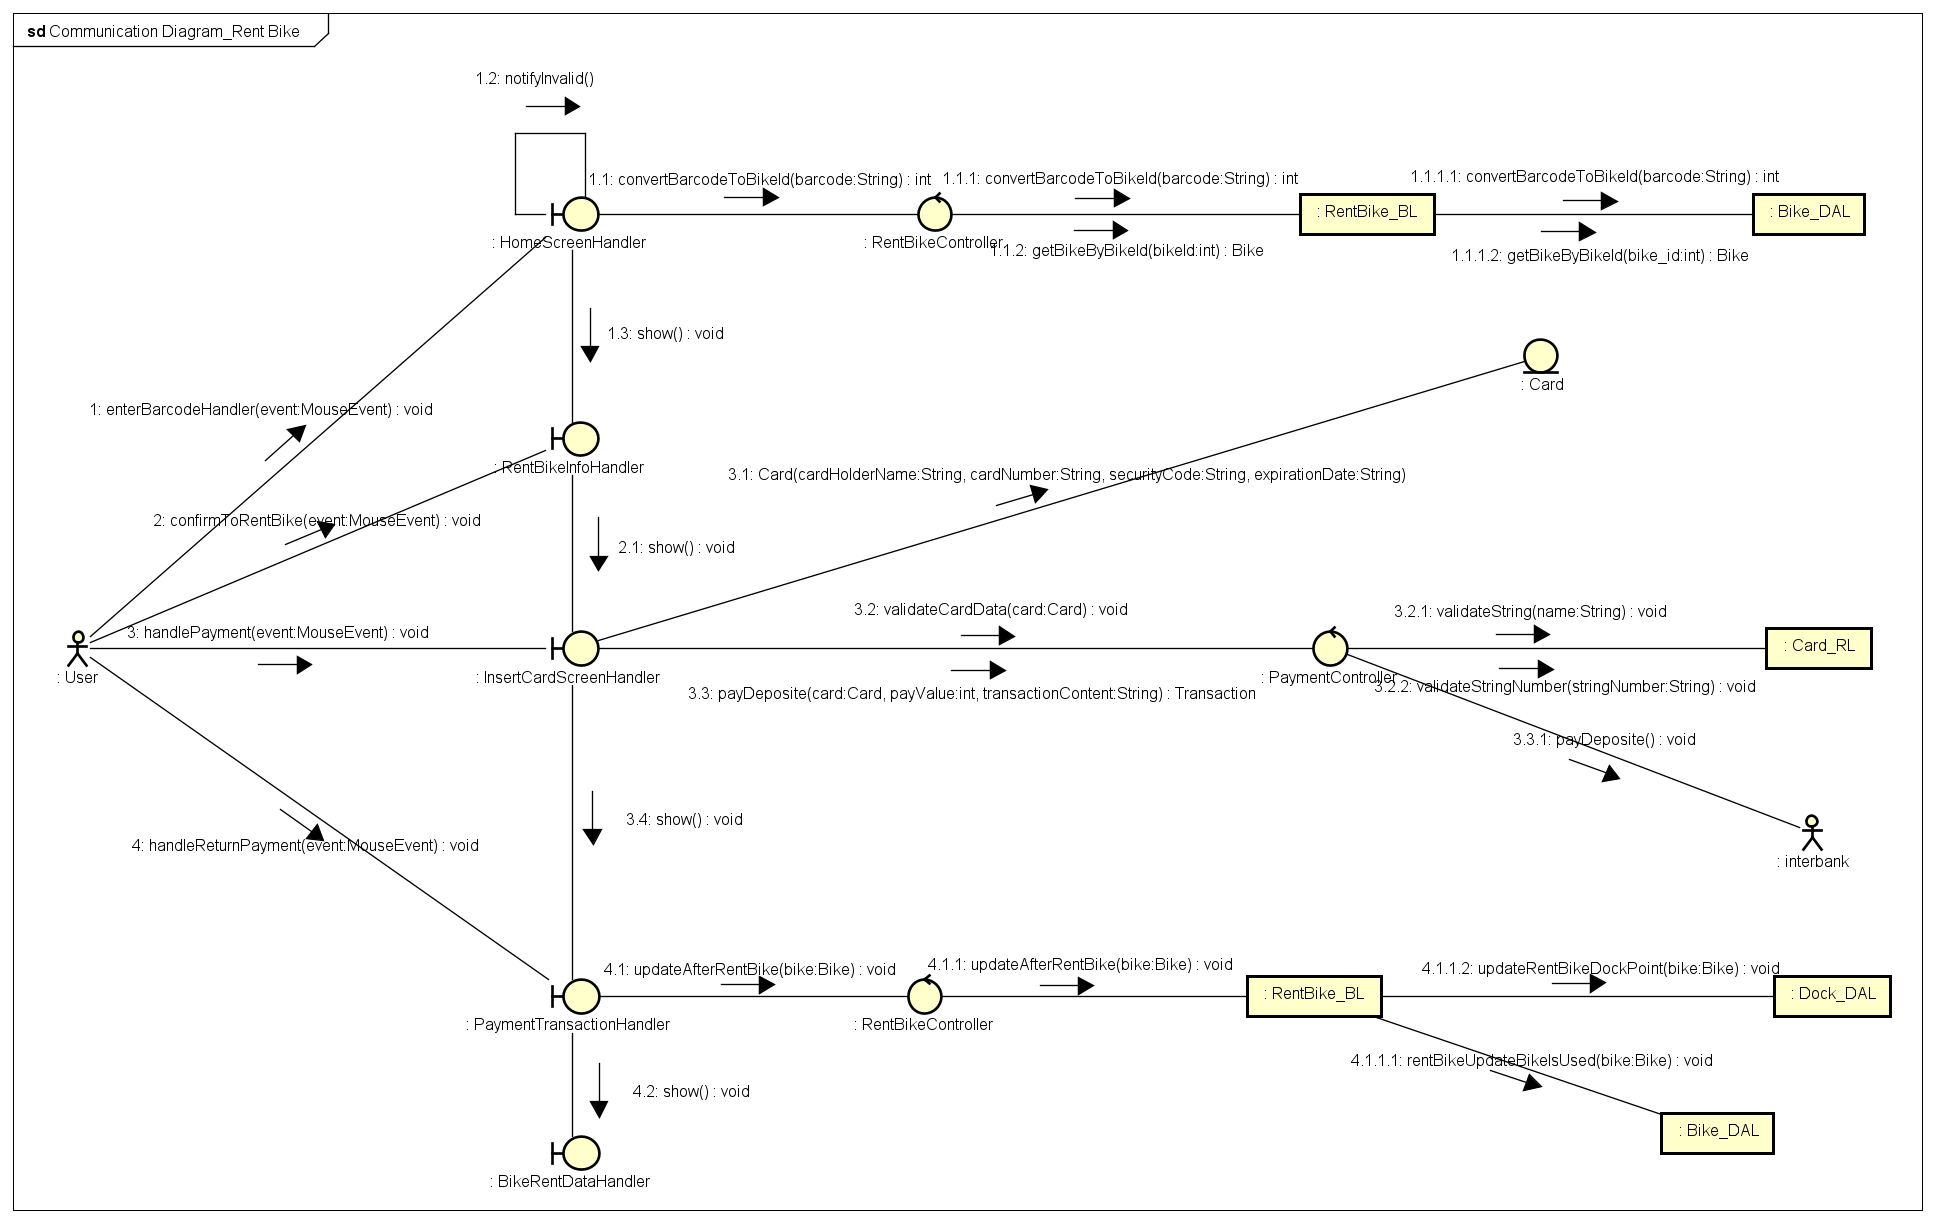 sd Communication Diagram_Rent Bike
1.2: notifyInvalid()
1.1: convertBarcodeToBikeId(barcode:String) : int
1.1.1: convertBarcodeToBikeId(barcode:String) : int
1.1.1.1: convertBarcodeToBikeId(barcode:String) : int
: RentBike_BL
: Bike_DAL
: HomeScreenHandler
: RentBikeController
1.1.2: getBikeByBikeId(bikeId:int) : Bike
1.1.1.2: getBikeByBikeId(bike_id:int) : Bike
1.3: show() : void
: Card
1: enterBarcodeHandler(event:MouseEvent) : void
: RentBikeInfoHandler
3.1: Card(cardHolderName:String, cardNumber:String, securityCode:String, expirationDate:String)
2: confirmToRentBike(event:MouseEvent) : void
2.1: show() : void
3.2: validateCardData(card:Card) : void
3.2.1: validateString(name:String) : void
3: handlePayment(event:MouseEvent) : void
: Card_RL
: User
: InsertCardScreenHandler
: PaymentController
3.2.2: validateStringNumber(stringNumber:String) : void
3.3: payDeposite(card:Card, payValue:int, transactionContent:String) : Transaction
3.3.1: payDeposite() : void
3.4: show() : void
4: handleReturnPayment(event:MouseEvent) : void
: interbank
4.1: updateAfterRentBike(bike:Bike) : void
4.1.1: updateAfterRentBike(bike:Bike) : void
4.1.1.2: updateRentBikeDockPoint(bike:Bike) : void
: RentBike_BL
: Dock_DAL
: PaymentTransactionHandler
: RentBikeController
4.1.1.1: rentBikeUpdateBikeIsUsed(bike:Bike) : void
4.2: show() : void
: Bike_DAL
: BikeRentDataHandler